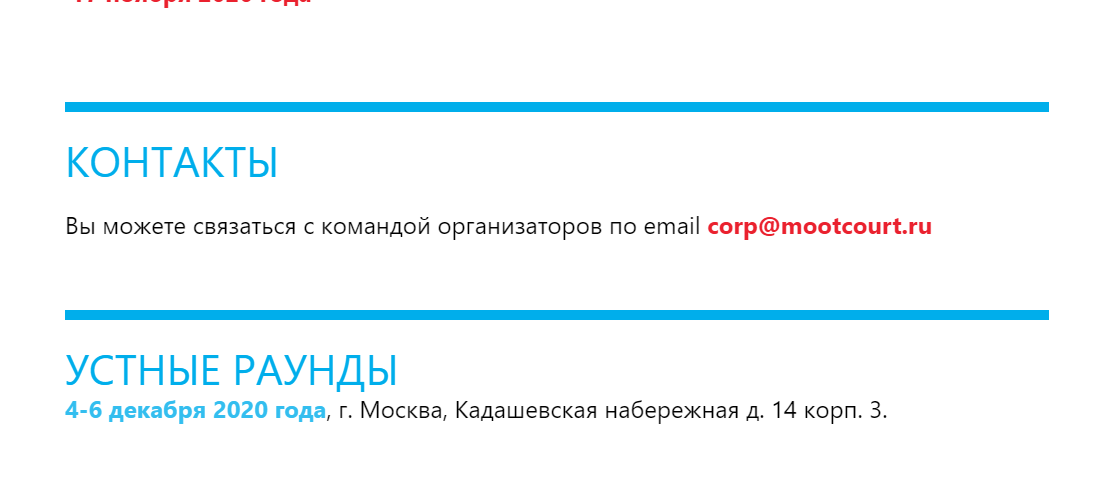 КОНТАКТЫ
Вы можете связаться с командой организаторов по email corp@mootcourt.ru
УСТНЫЕ РАУНДЫ
4-6 декабря 2020 года, г. Москва, Кадашевская набережная д. 14 корп. 3.